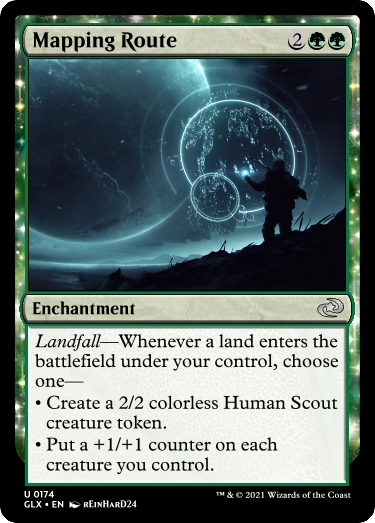 Mapping Route 2
Enchantment
Landfall—Whenever a land enters the
battlefield under your control, choose
one—
• Create a 2/2 colorless Human Scout
creature token.
• Put a +1/+1 counter on each
creature you control.
U 0174
GLX • EN rEInHarD24
™ & © 2021 Wizards of the Coast